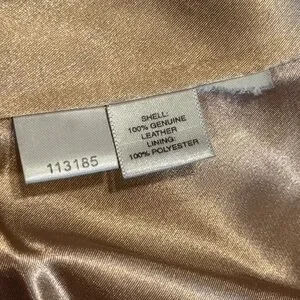 113185
SHELL:
100% GENUINE
LEATHER
LINING:
100% POLYESTER